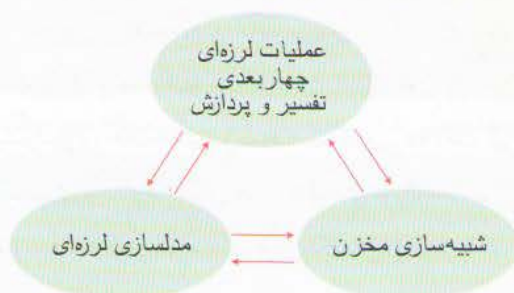 عملیات لرزه‌ای
چهاربعدی
تفسیر و پردازش
شبیه‌سازی مخزن
مدلسازی لرزه‌ای